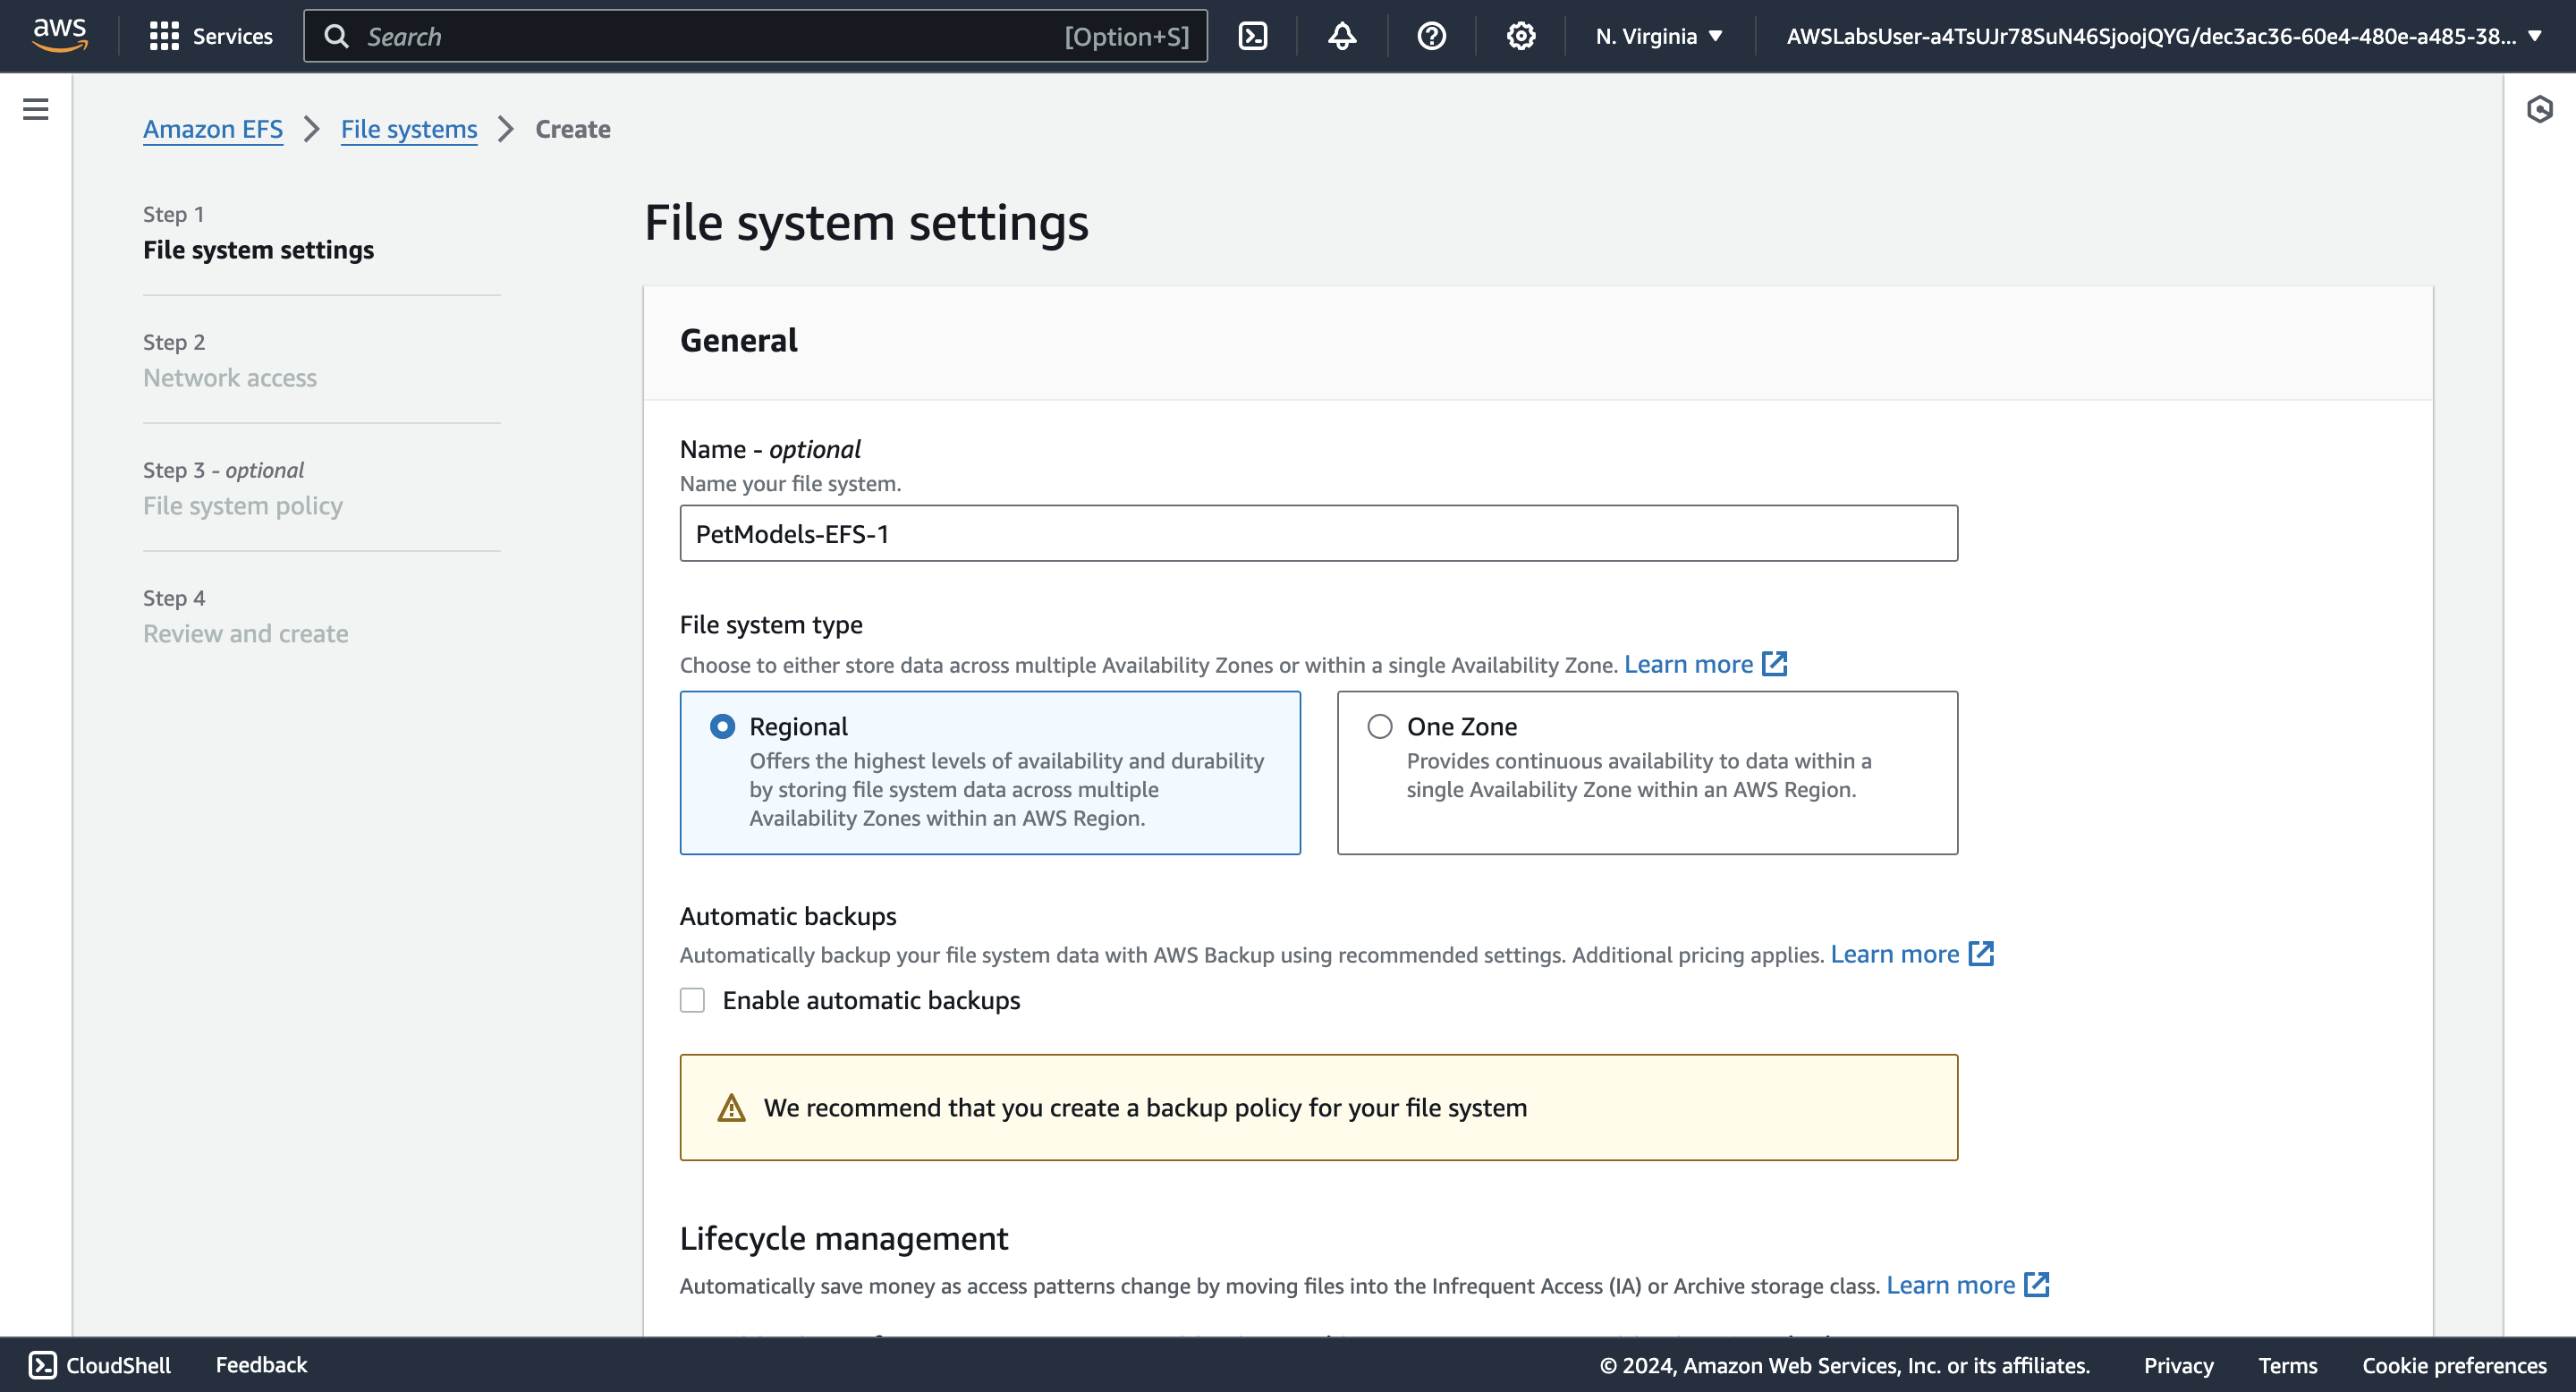 aws
Services
Search
[Option+S]
N. Virginia
AWSLabsUser-a4TsUJr78SuN46SjoojQYG/dec3ac36-60e4-480e-a485-38...
Amazon EFS
File systems
Create
Step 1
File system settings
Step 2
Network access
Step 3 - optional
File system policy
Step 4
Review and create
File system settings
General
Name - optional
Name your file system.
PetModels-EFS-1
File system type
Choose to either store data across multiple Availability Zones or within a single Availability Zone. Learn more
Regional
Offers the highest levels of availability and durability
by storing file system data across multiple
Availability Zones within an AWS Region.
One Zone
Provides continuous availability to data within a
single Availability Zone within an AWS Region.
Automatic backups
Automatically backup your file system data with AWS Backup using recommended settings. Additional pricing applies. Learn more
Enable automatic backups
We recommend that you create a backup policy for your file system
Lifecycle management
Automatically save money as access patterns change by moving files into the Infrequent Access (IA) or Archive storage class. Learn more
CloudShell
Feedback
© 2024, Amazon Web Services, Inc. or its affiliates.
Privacy
Terms
Cookie preferences